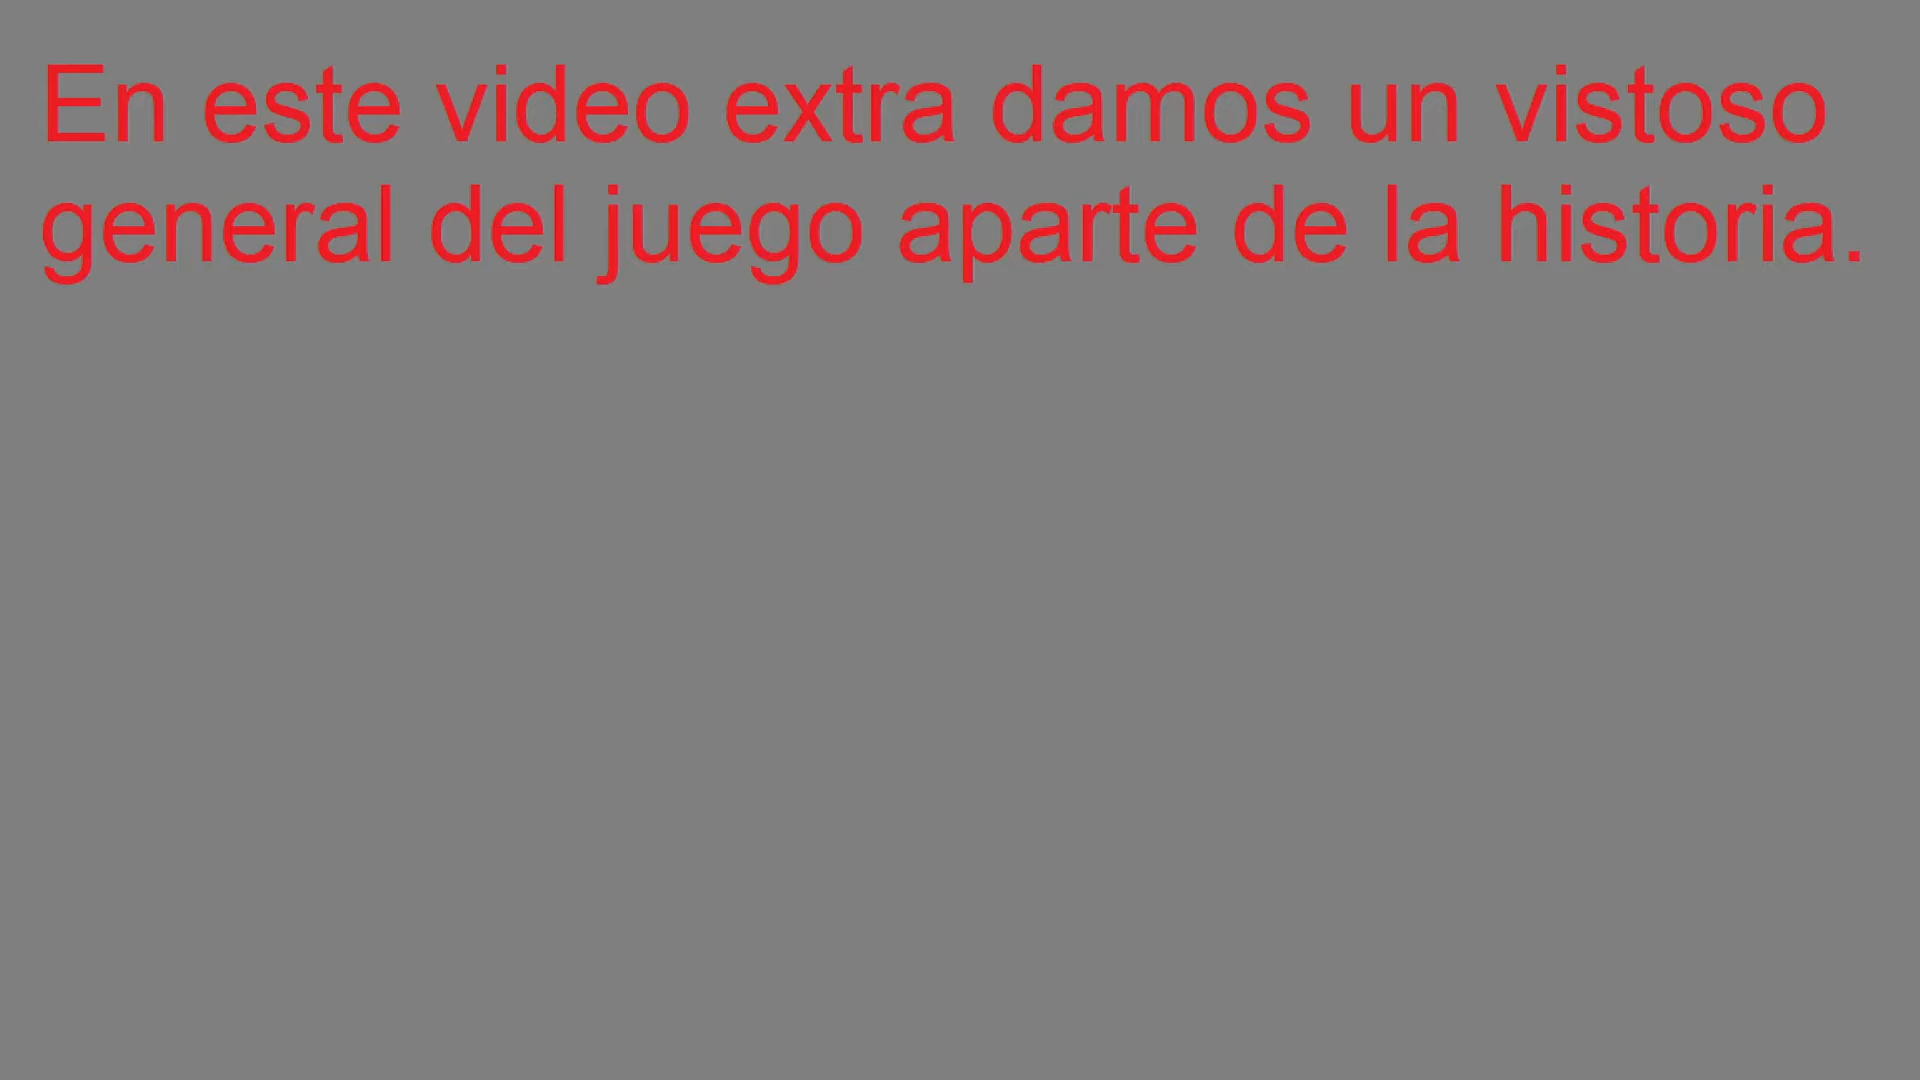 En este video extra damos un vistoso
general del juego aparte de la historia.